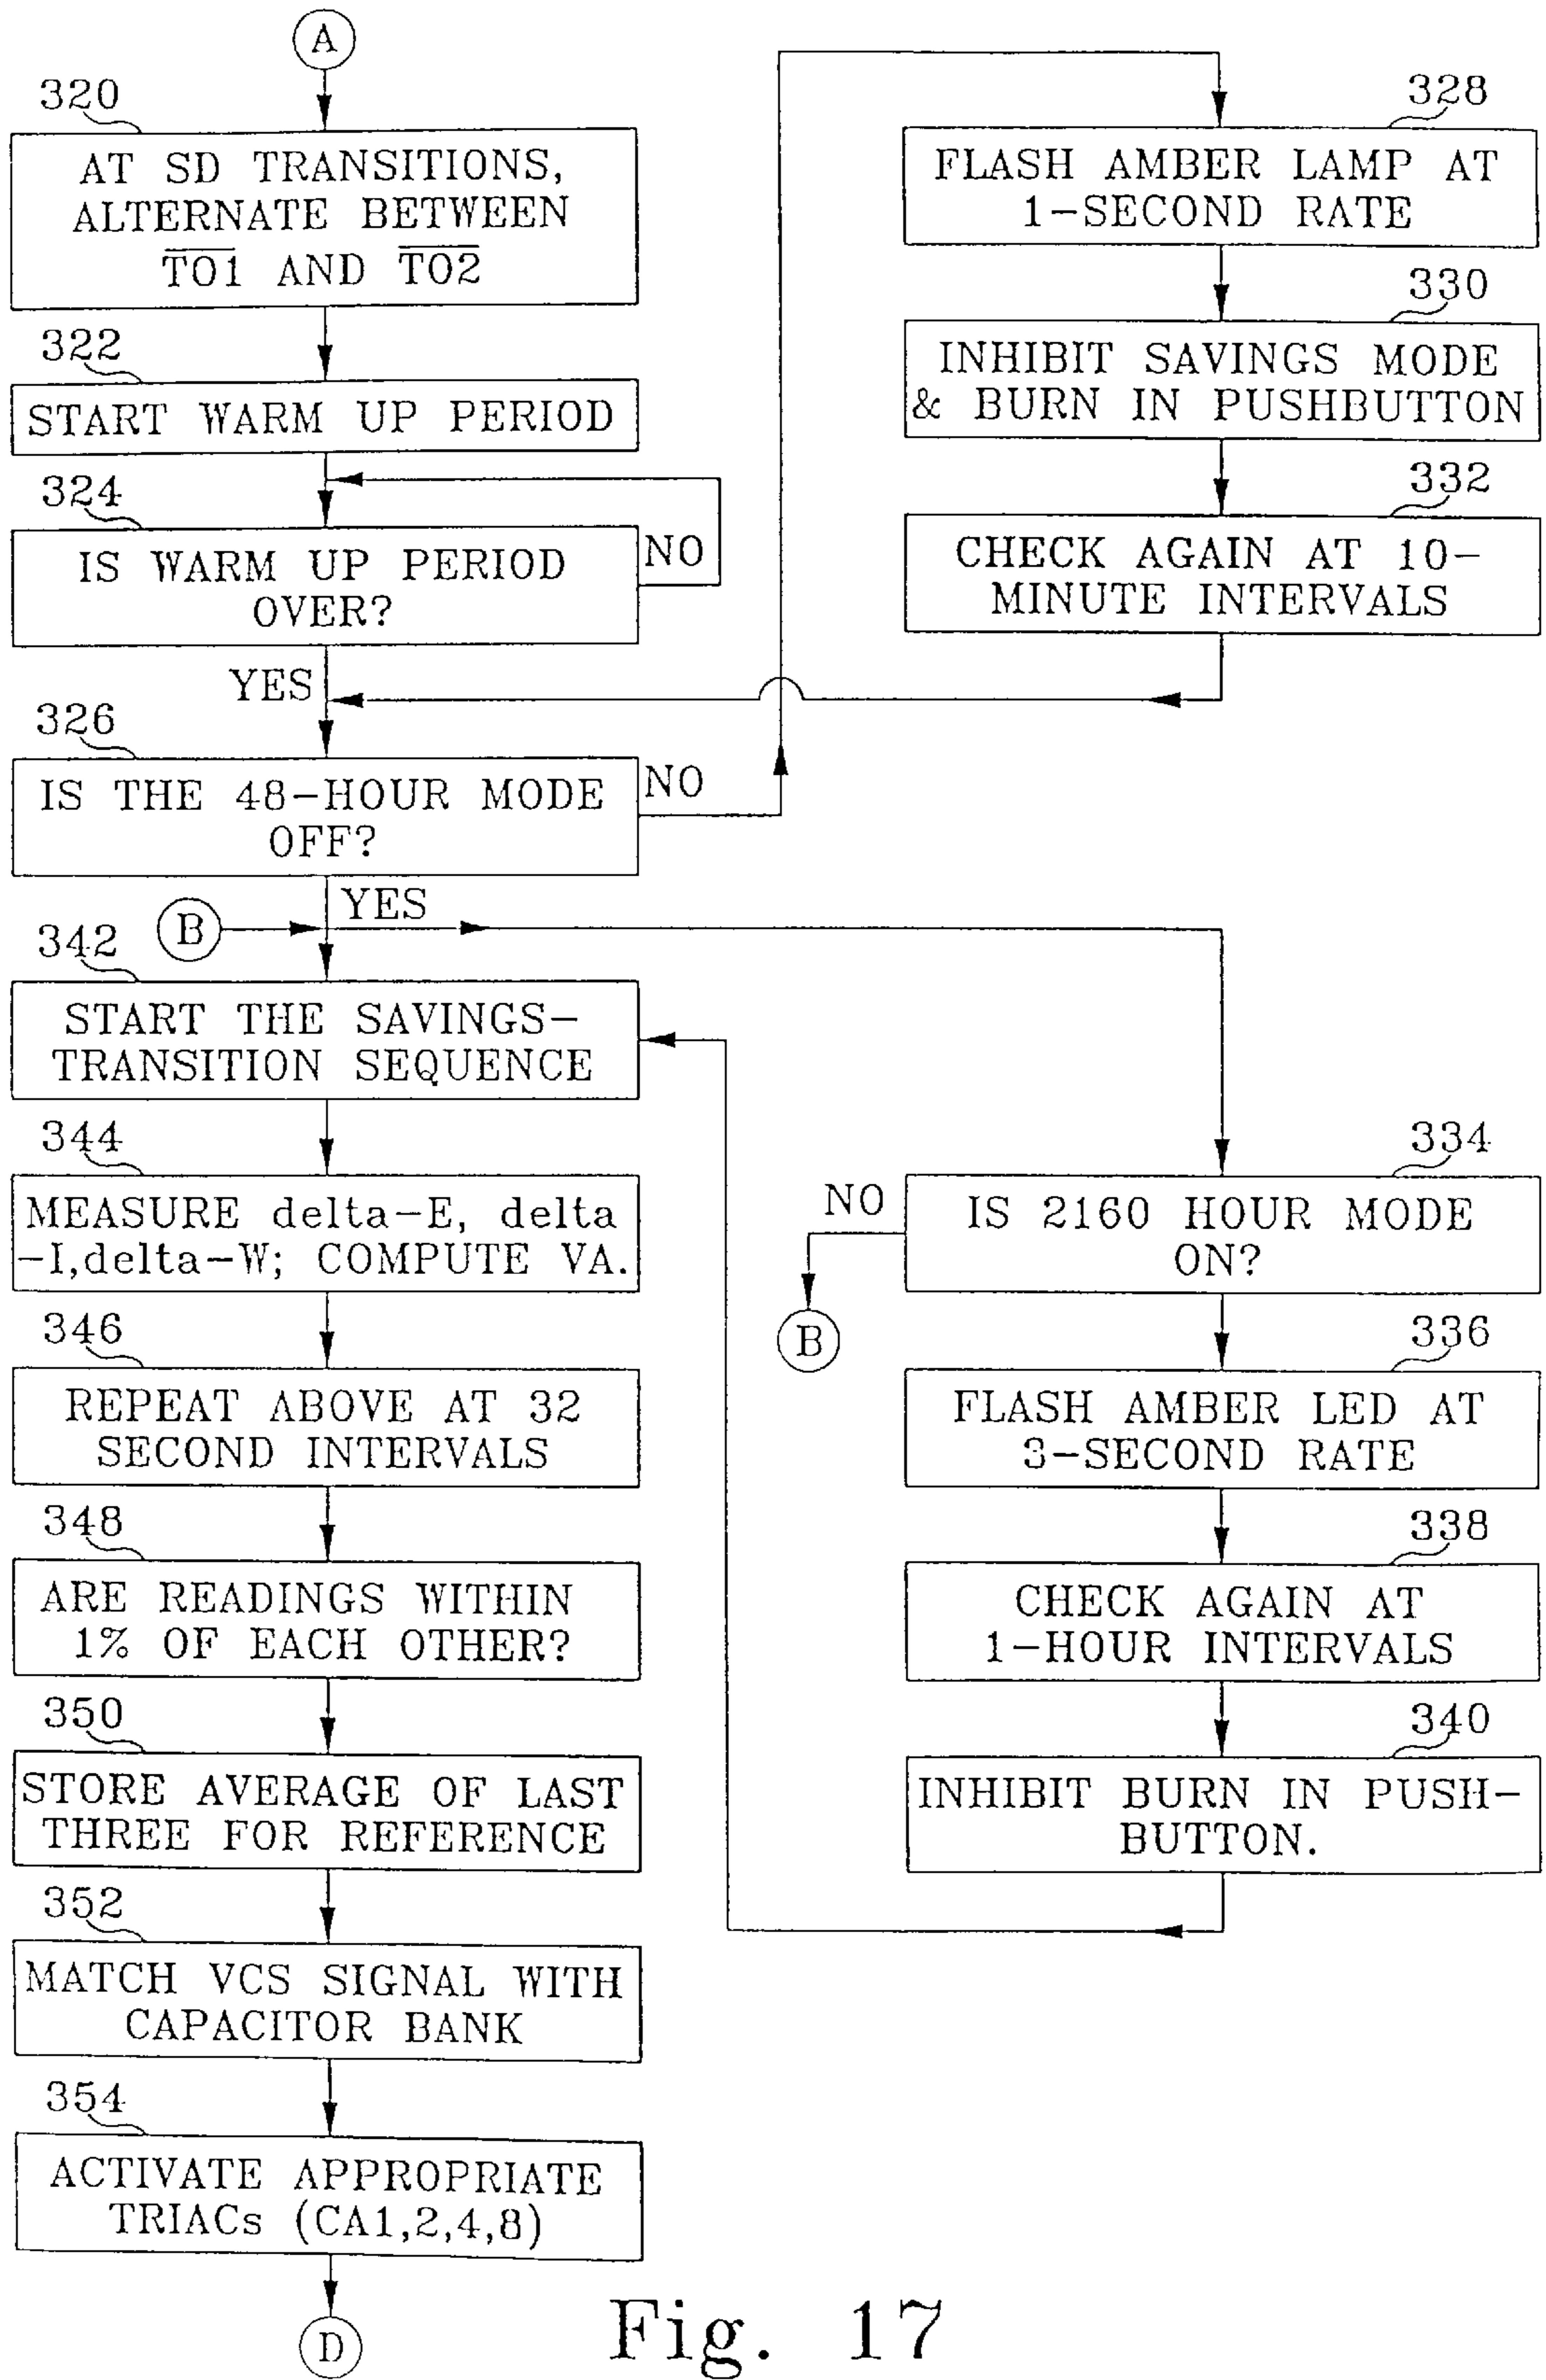 A
320
AT SD TRANSITIONS,
ALTERNATE BETWEEN
T̅O̅1̅ AND T̅O̅2̅
322
START WARM UP PERIOD
324
IS WARM UP PERIOD
OVER?
NO
YES
326
IS THE 48-HOUR MODE
OFF?
NO
YES
328
FLASH AMBER LAMP AT
1-SECOND RATE
330
INHIBIT SAVINGS MODE
& BURN IN PUSHBUTTON
332
CHECK AGAIN AT 10-
MINUTE INTERVALS
B
342
START THE SAVINGS-
TRANSITION SEQUENCE
344
MEASURE delta-E, delta
-I,delta-W; COMPUTE VA.
346
REPEAT ABOVE AT 32
SECOND INTERVALS
348
ARE READINGS WITHIN
1% OF EACH OTHER?
350
STORE AVERAGE OF LAST
THREE FOR REFERENCE
352
MATCH VCS SIGNAL WITH
CAPACITOR BANK
354
ACTIVATE APPROPRIATE
TRIACs (CA1,2,4,8)
D
334
IS 2160 HOUR MODE
ON?
NO
B
336
FLASH AMBER LED AT
3-SECOND RATE
338
CHECK AGAIN AT
1-HOUR INTERVALS
340
INHIBIT BURN IN PUSH-
BUTTON.
Fig. 17